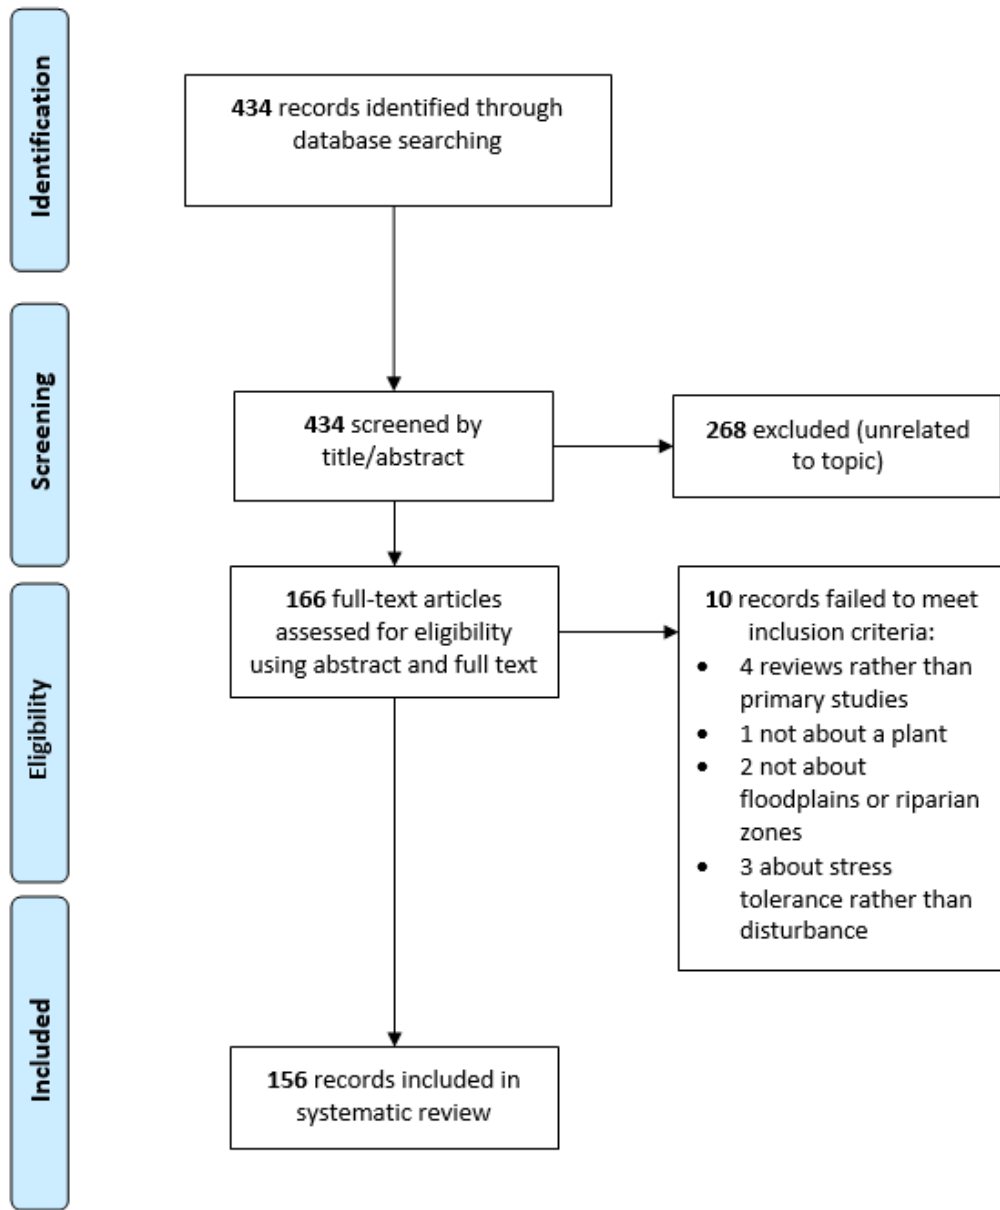 Identification
434 records identified through
database searching
Screening
434 screened by
title/abstract
268 excluded (unrelated
to topic)
Eligibility
166 full-text articles
assessed for eligibility
using abstract and full text
10 records failed to meet
inclusion criteria:
• 4 reviews rather than
primary studies
• 1 not about a plant
• 2 not about
floodplains or riparian
zones
• 3 about stress
tolerance rather than
disturbance
Included
156 records included in
systematic review